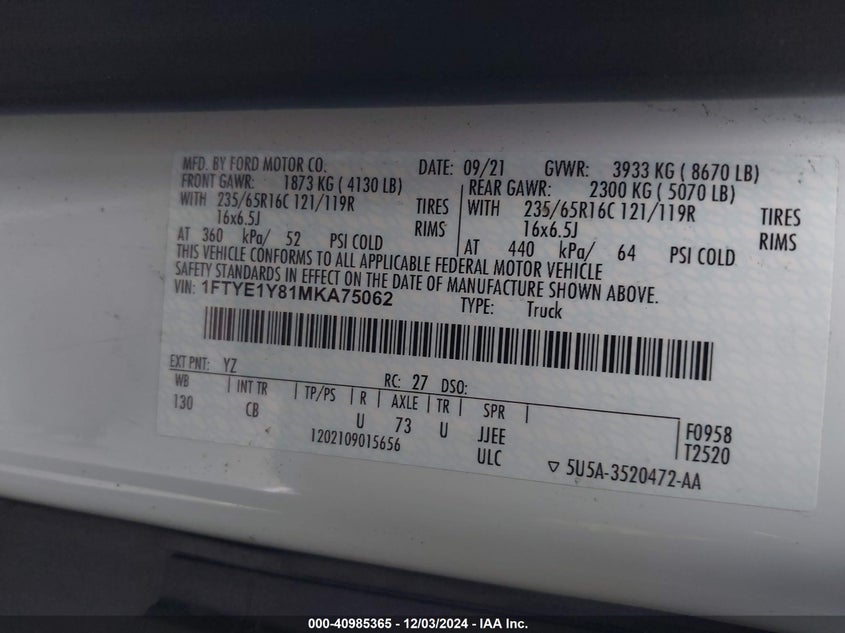 MFD. BY FORD MOTOR CO. DATE: 09/21 GVWR: 3933 KG ( 8670 LB)
FRONT GAWR: 1873 KG ( 4130 LB) REAR GAWR: 2300 KG ( 5070 LB)
WITH 235/65R16C 121/119R TIRES WITH 235/65R16C 121/119R TIRES
16x6.5J RIMS 16x6.5J RIMS
AT 360 kPa/ 52 PSI COLD AT 440 kPa/ 64 PSI COLD
THIS VEHICLE CONFORMS TO ALL APPLICABLE FEDERAL MOTOR VEHICLE
SAFETY STANDARDS IN EFFECT ON THE DATE OF MANUFACTURE SHOWN ABOVE.
VIN: 1FTYE1Y81MKA75062 TYPE: Truck
EXT PNT: YZ RC: 27 DSO:
WB INT TR TP/PS R AXLE TR SPR
130 CB U 73 U JJEE F0958
1202109015656 ULC T2520
5U5A-3520472-AA
000-40985365 - 12/03/2024 - IAA Inc.